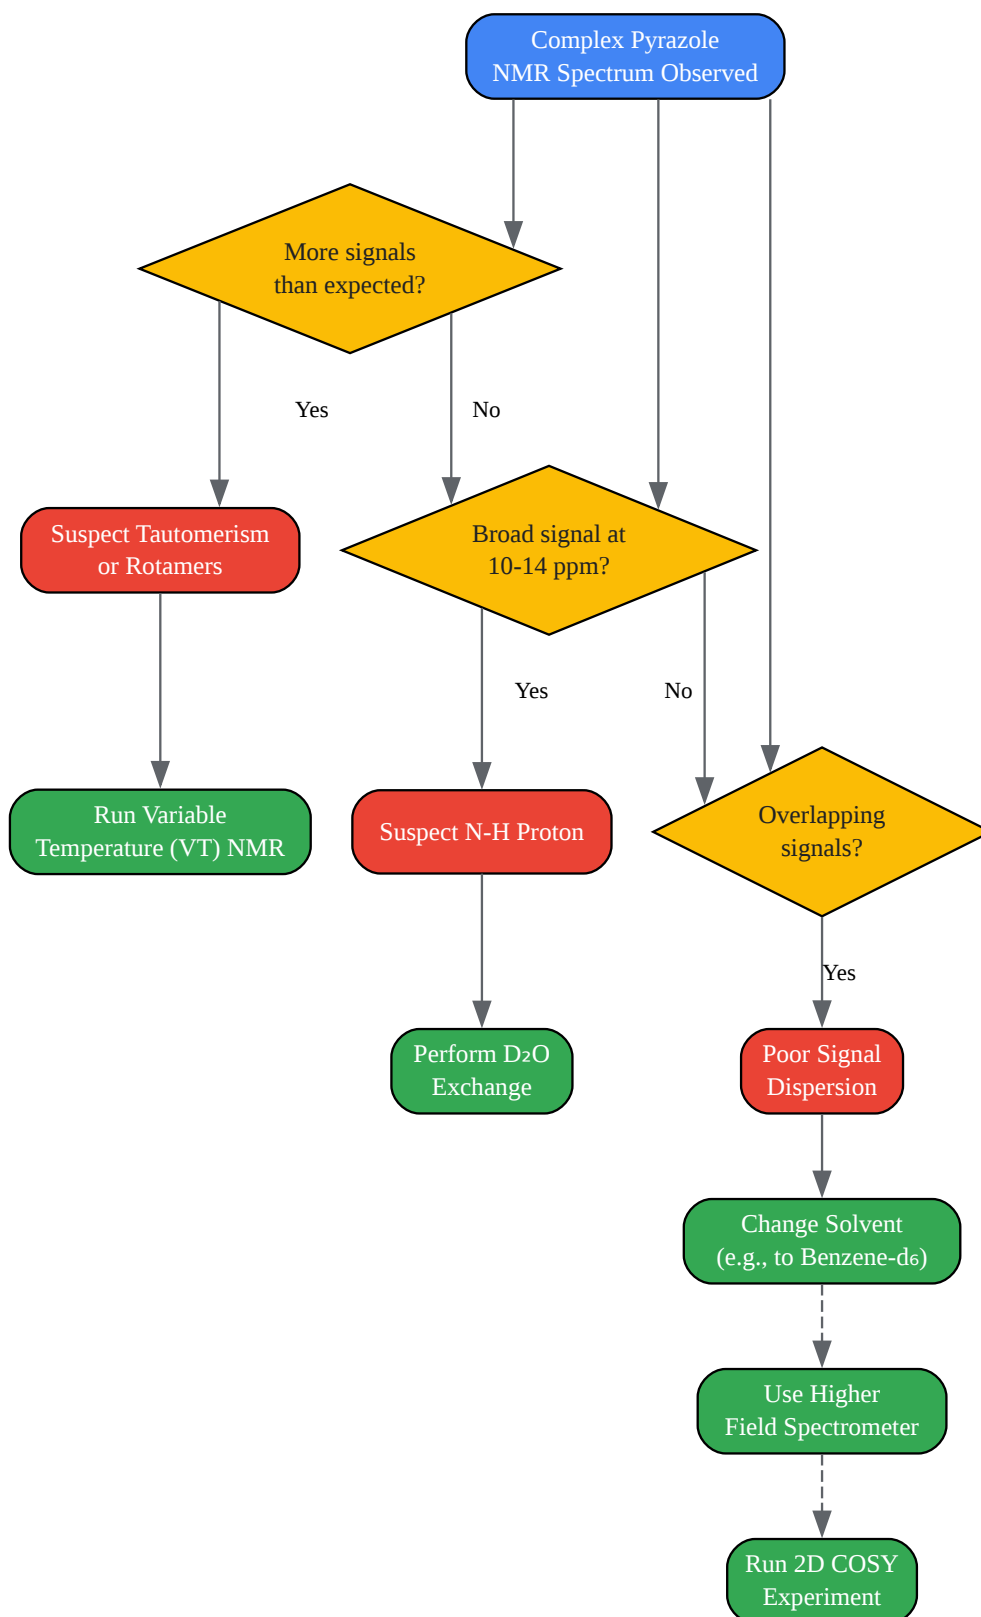 Complex Pyrazole
NMR Spectrum Observed
More signals
than expected?
Yes
No
Suspect Tautomerism
or Rotamers
Broad signal at
10-14 ppm?
Yes
No
Run Variable
Temperature (VT) NMR
Suspect N-H Proton
Overlapping
signals?
Yes
Perform D₂O
Exchange
Poor Signal
Dispersion
Change Solvent
(e.g., to Benzene-d₆)
Use Higher
Field Spectrometer
Run 2D COSY
Experiment